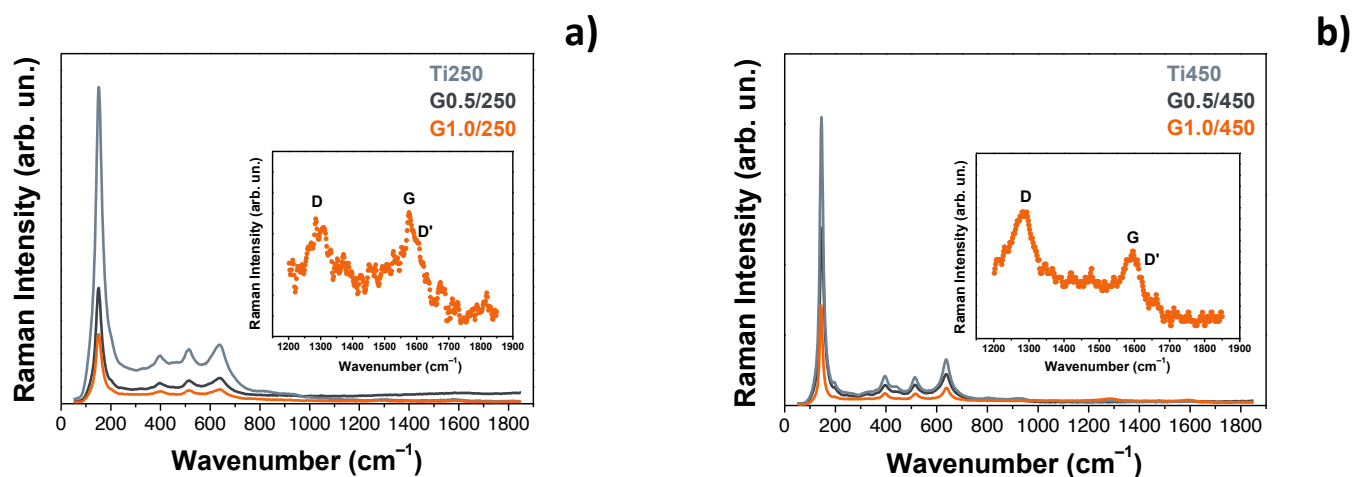 a)
Raman Intensity (arb. un.)
Ti250
G0.5/250
G1.0/250
Raman Intensity (arb. un.)
D
G
D'
1200 1300 1400 1500 1600 1700 1800 1900
Wavenumber (cm⁻¹)
0 200 400 600 800 1000 1200 1400 1600 1800
Wavenumber (cm⁻¹)
b)
Raman Intensity (arb. un.)
Ti450
G0.5/450
G1.0/450
Raman Intensity (arb. un.)
D
G
D'
1200 1300 1400 1500 1600 1700 1800 1900
Wavenumber (cm⁻¹)
0 200 400 600 800 1000 1200 1400 1600 1800
Wavenumber (cm⁻¹)